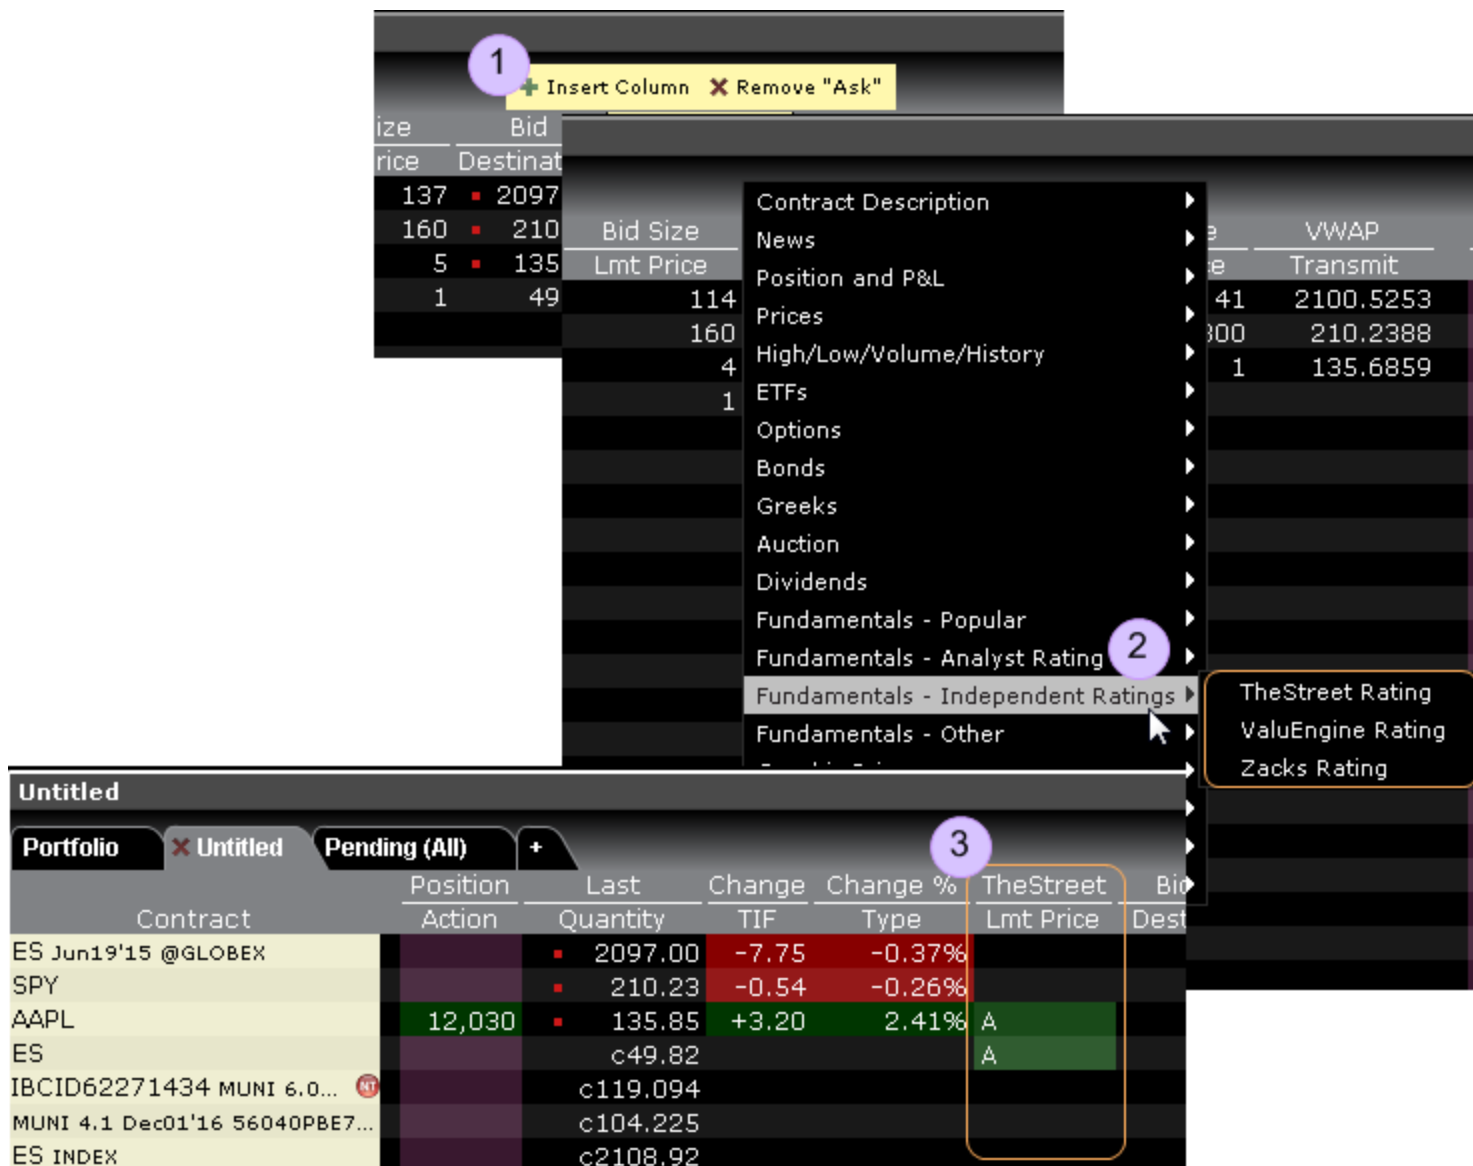 1
Insert Column Remove "Ask"
ize Bid
rice Destinat
137 2097
160 210
5 135
1 49
Bid Size VWAP
Lmt Price Transmit
114 41 2100.5253
160 300 210.2388
4 1 135.6859
1
Contract Description
News
Position and P&L
Prices
High/Low/Volume/History
ETFs
Options
Bonds
Greeks
Auction
Dividends
Fundamentals - Popular
Fundamentals - Analyst Rating
2
Fundamentals - Independent Ratings
Fundamentals - Other
TheStreet Rating
ValuEngine Rating
Zacks Rating
Untitled
Portfolio Untitled Pending (All) +
3
Position Last Change Change % TheStreet Bid
Contract Action Quantity TIF Type Lmt Price Dest
ES Jun19'15 @GLOBEX 2097.00 -7.75 -0.37%
SPY 210.23 -0.54 -0.26%
AAPL 12,030 135.85 +3.20 2.41% A
ES c49.82 A
IBCID62271434 MUNI 6.0... NT c119.094
MUNI 4.1 Dec01'16 56040PBE7... c104.225
ES INDEX c2108.92